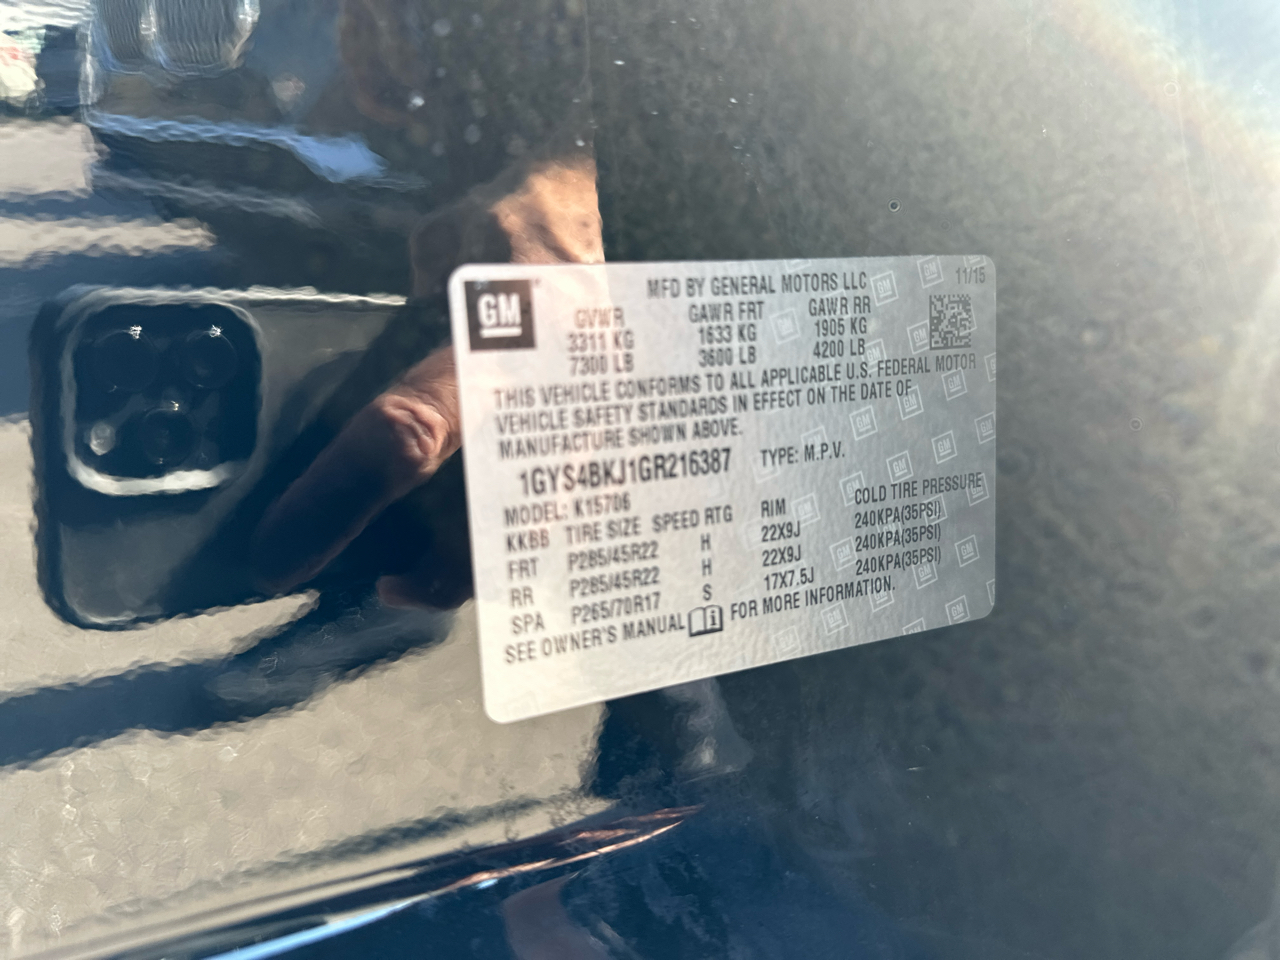 GM
MFD BY GENERAL MOTORS LLC 11/15
GVWR GAWR FRT GAWR RR
3311 KG 1633 KG 1905 KG
7300 LB 3600 LB 4200 LB
THIS VEHICLE CONFORMS TO ALL APPLICABLE U.S. FEDERAL MOTOR
VEHICLE SAFETY STANDARDS IN EFFECT ON THE DATE OF
MANUFACTURE SHOWN ABOVE.
1GYS4BKJ1GR216387 TYPE: M.P.V.
MODEL: K15706
KKBB TIRE SIZE SPEED RTG RIM COLD TIRE PRESSURE
FRT P285/45R22 H 22X9J 240KPA(35PSI)
RR P285/45R22 H 22X9J 240KPA(35PSI)
SPA P265/70R17 S 17X7.5J 240KPA(35PSI)
SEE OWNER'S MANUAL FOR MORE INFORMATION.